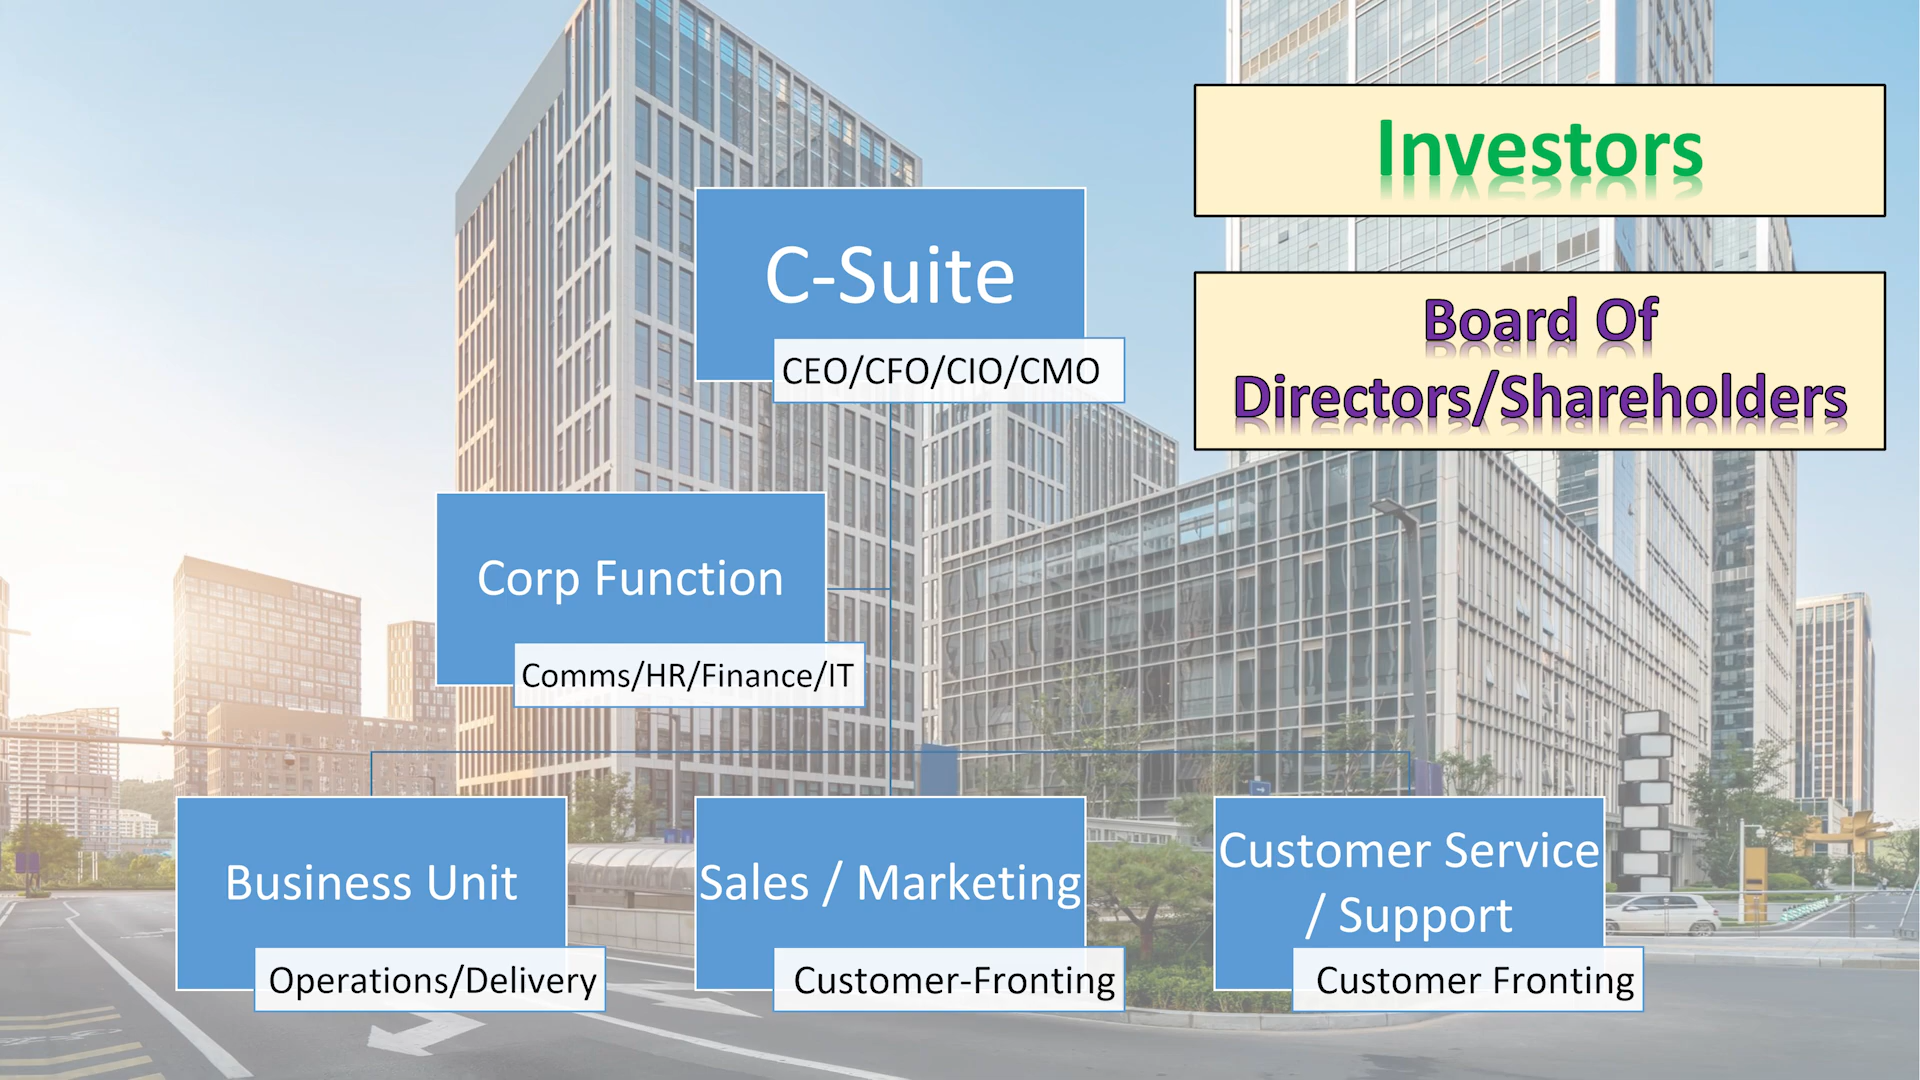 Investors
C-Suite
CEO/CFO/CIO/CMO
Board Of
Directors/Shareholders
Corp Function
Comms/HR/Finance/IT
Business Unit
Operations/Delivery
Sales / Marketing
Customer-Fronting
Customer Service
/ Support
Customer Fronting